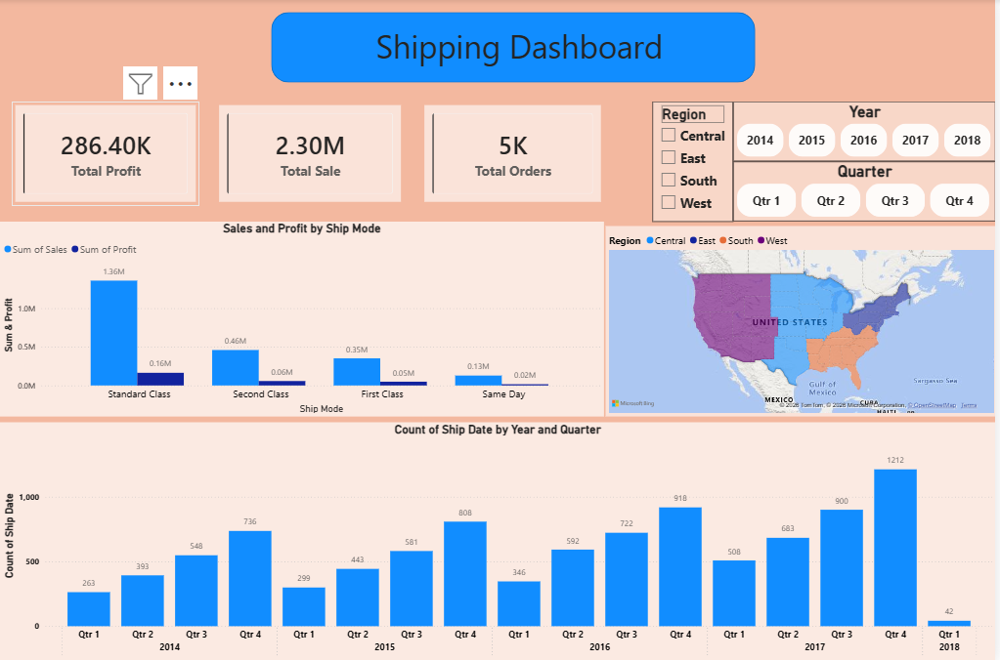 Shipping Dashboard
286.40K
Total Profit
2.30M
Total Sale
5K
Total Orders
Region
Central
East
South
West
Year
2014 2015 2016 2017 2018
Quarter
Qtr 1 Qtr 2 Qtr 3 Qtr 4
Sales and Profit by Ship Mode
Sum of Sales Sum of Profit
Sum & Profit
1.0M
0.5M
0.0M
1.36M
0.16M
0.46M
0.06M
0.35M
0.05M
0.13M
0.02M
Standard Class Second Class First Class Same Day
Ship Mode
Region Central East South West
UNITED STATES
Gulf of
Mexico
Sargasso Sea
MEXICO
CUBA
HAITI
Microsoft Bing
© 2026 TomTom, © 2026 Microsoft Corporation, © OpenStreetMap Terms
Count of Ship Date by Year and Quarter
Count of Ship Date
1,000
500
0
263 393 548 736 299 443 581 808 346 592 722 918 508 683 900 1212 42
Qtr 1 Qtr 2 Qtr 3 Qtr 4 Qtr 1 Qtr 2 Qtr 3 Qtr 4 Qtr 1 Qtr 2 Qtr 3 Qtr 4 Qtr 1 Qtr 2 Qtr 3 Qtr 4 Qtr 1
2014 2015 2016 2017 2018